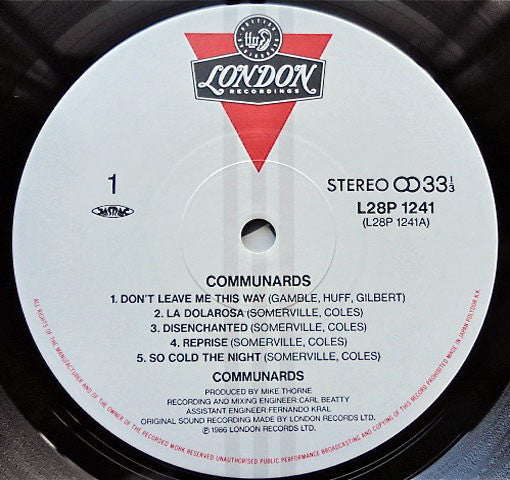 ffrr
LONDON
RECORDINGS
1
STEREO 33 1/3
L28P 1241
(L28P 1241A)
COMMUNARDS
1. DON'T LEAVE ME THIS WAY (GAMBLE, HUFF, GILBERT)
2. LA DOLAROSA (SOMERVILLE, COLES)
3. DISENCHANTED (SOMERVILLE, COLES)
4. REPRISE (SOMERVILLE, COLES)
5. SO COLD THE NIGHT (SOMERVILLE, COLES)
COMMUNARDS
PRODUCED BY MIKE THORNE
RECORDING AND MIXING ENGINEER: CARL BEATTY
ASSISTANT ENGINEER: FERNANDO KRAL
ORIGINAL SOUND RECORDING MADE BY LONDON RECORDS LTD.
℗ 1986 LONDON RECORDS LTD.
ALL RIGHTS OF THE MANUFACTURER AND OF THE OWNER OF THE RECORDED WORK RESERVED UNAUTHORISED PUBLIC PERFORMANCE BROADCASTING AND COPYING OF THIS RECORD PROHIBITED MADE IN JAPAN POLYDOR K.K.